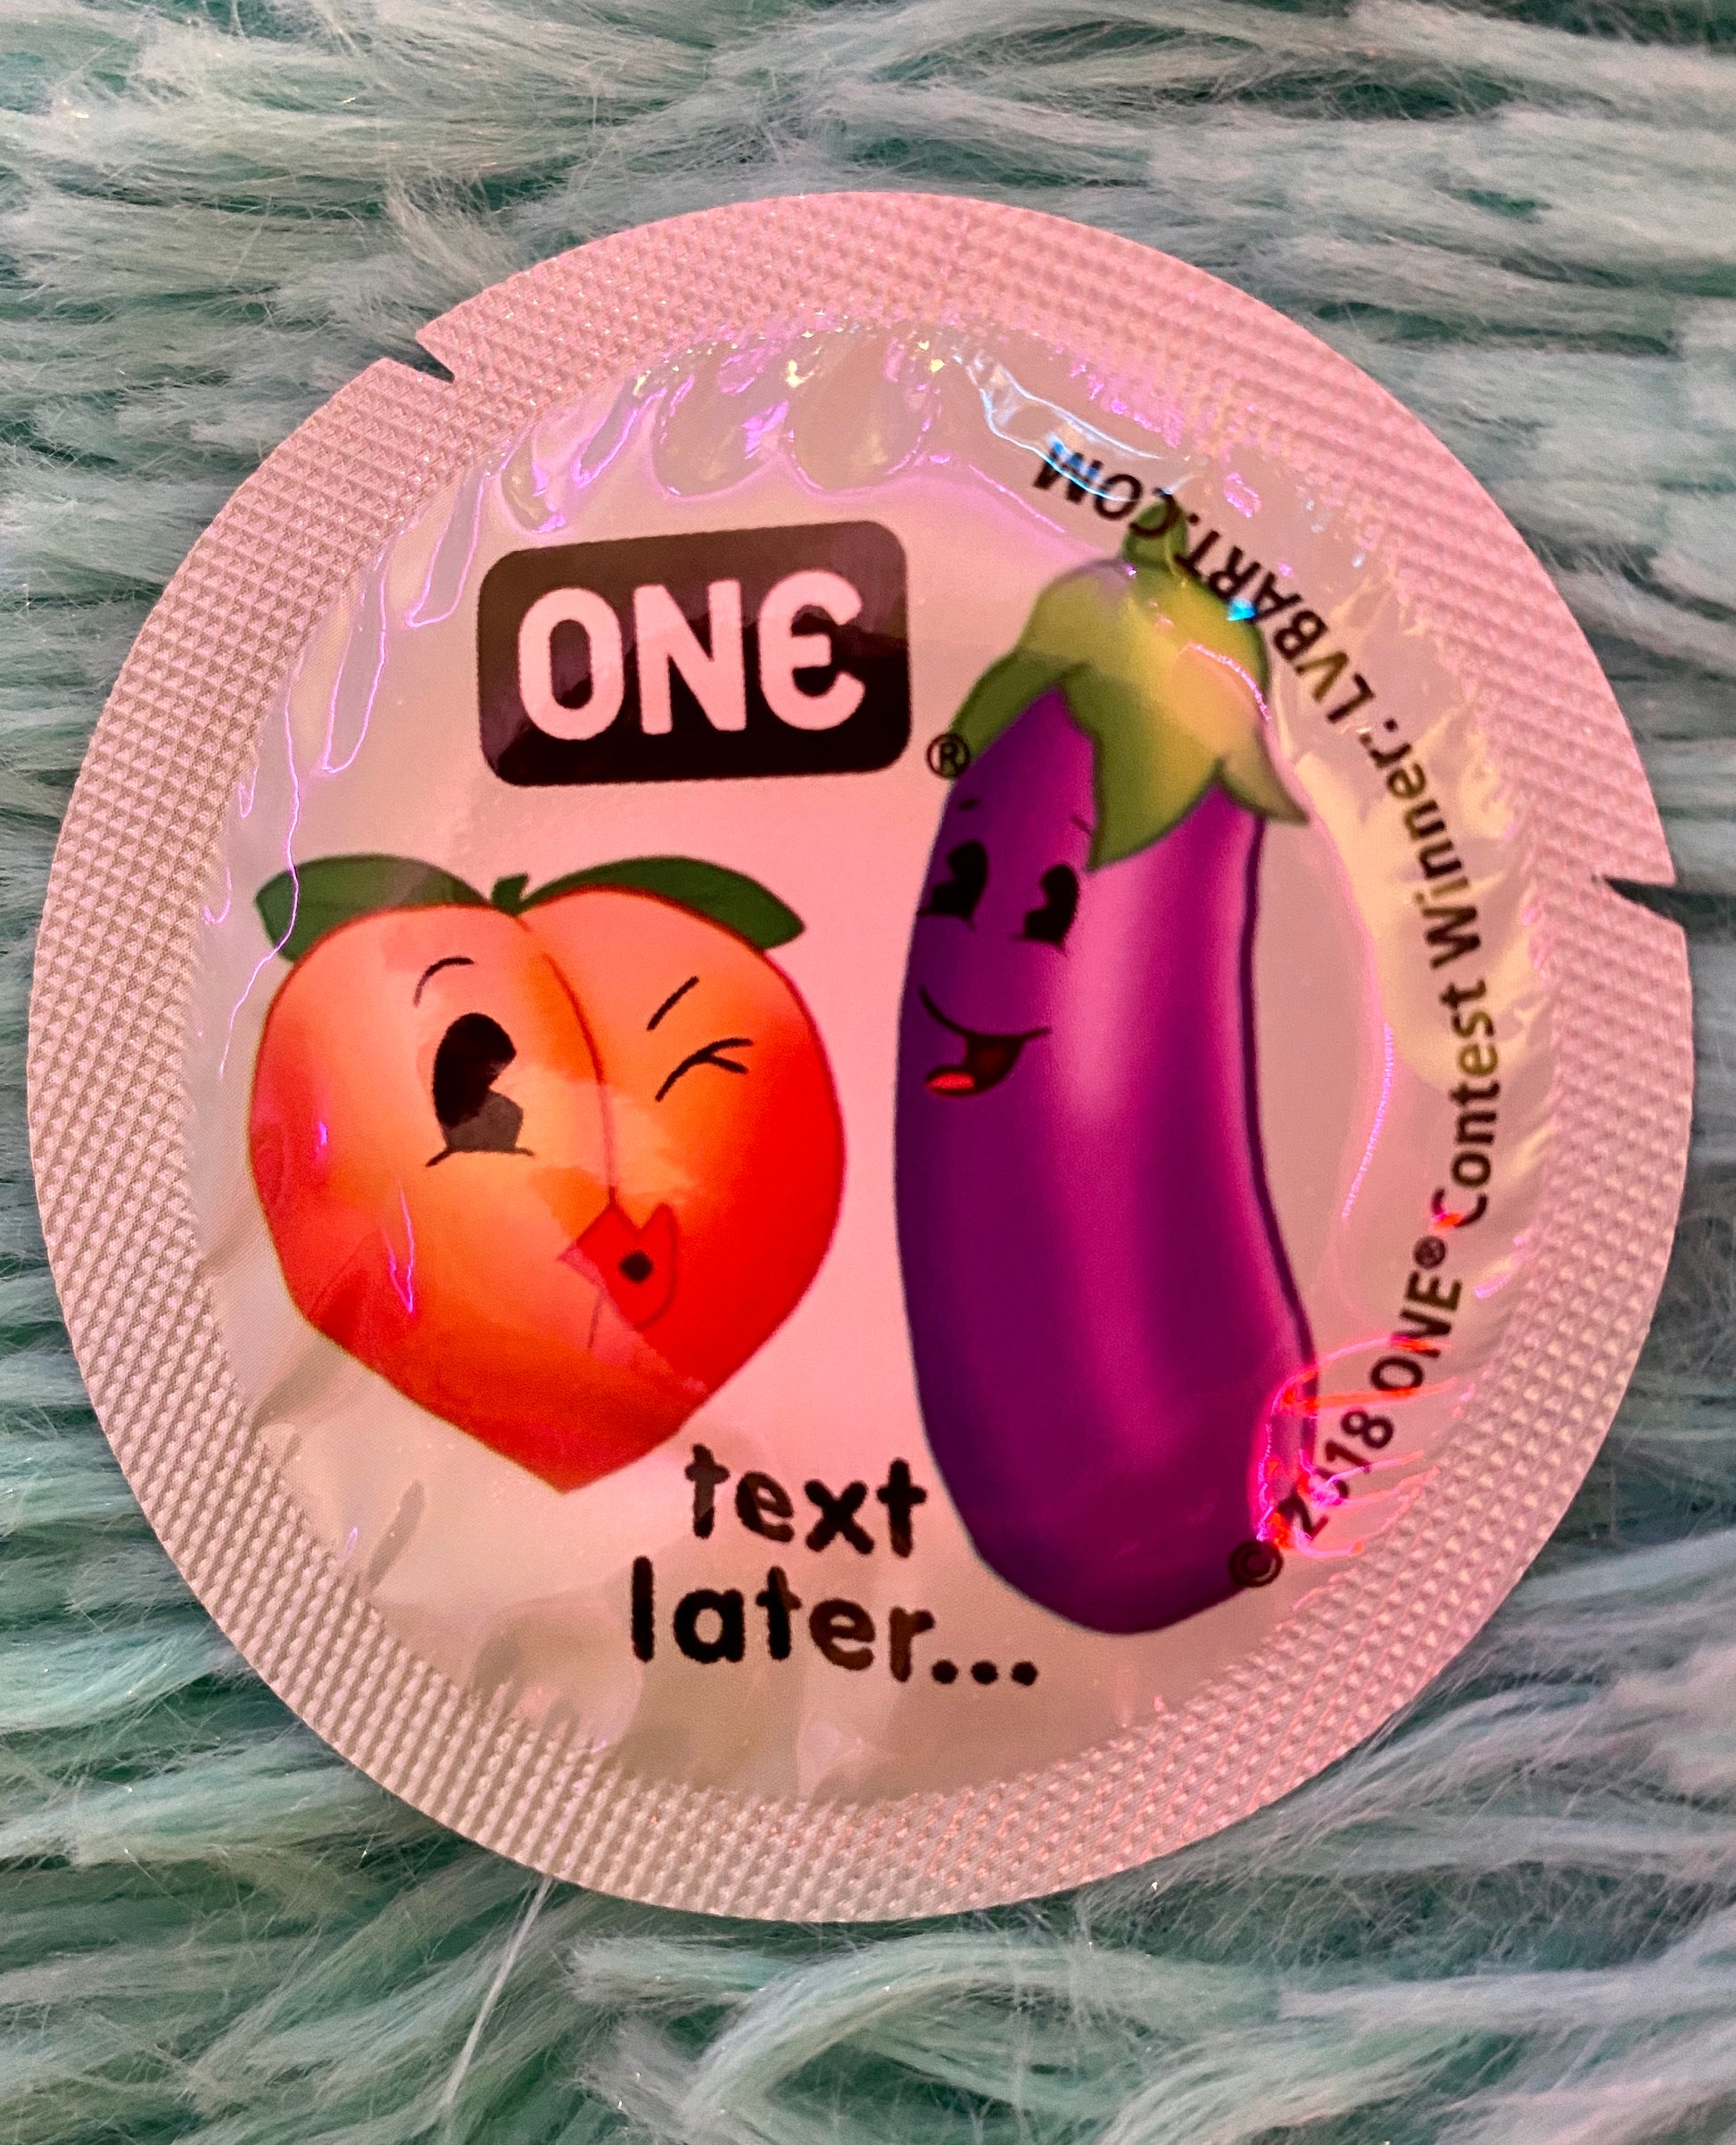 ONE®
text
later...
© 2018 ONE® Contest Winner: LVBART.COM